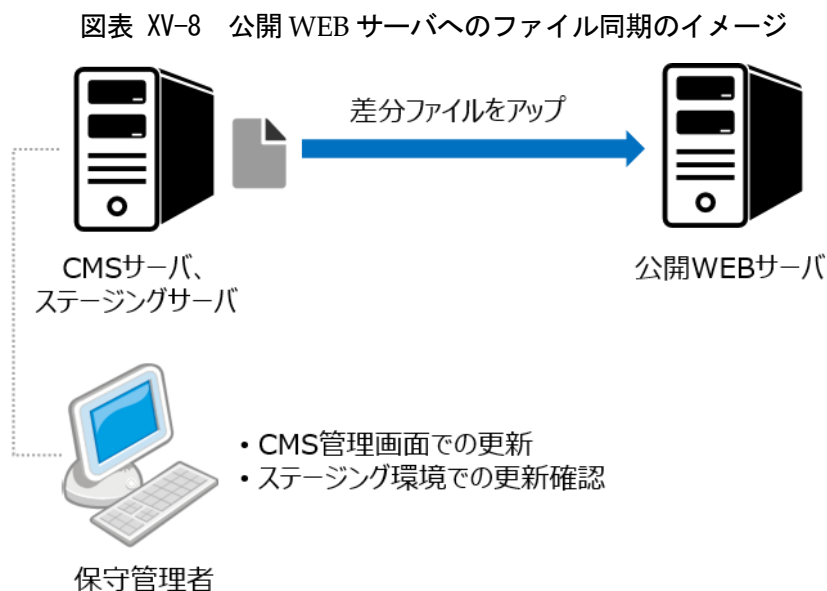 図表 XV-8 公開 WEB サーバへのファイル同期のイメージ
差分ファイルをアップ
CMSサーバ、
ステージングサーバ
公開WEBサーバ
・CMS管理画面での更新
・ステージング環境での更新確認
保守管理者